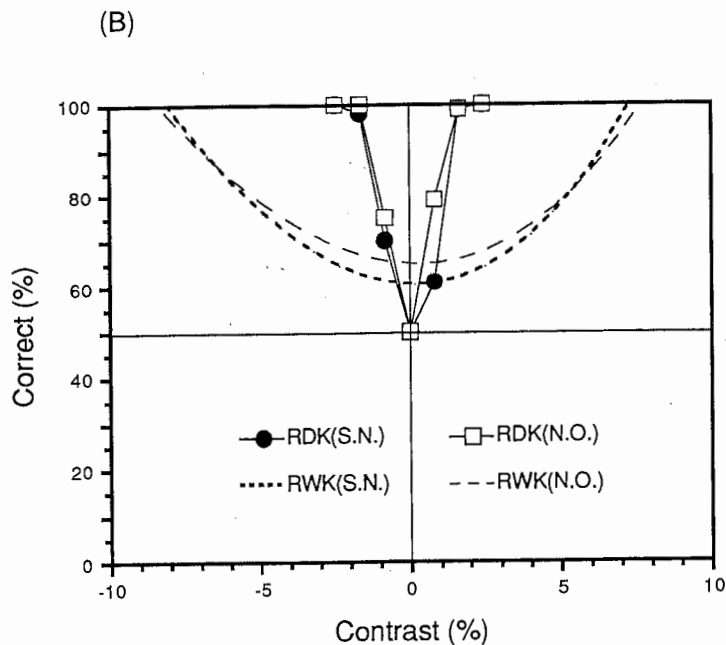 (B)
100
80
60
40
20
0
-10
-5
0
5
10
Correct (%)
Contrast (%)
RDK(S.N.)
RDK(N.O.)
RWK(S.N.)
RWK(N.O.)